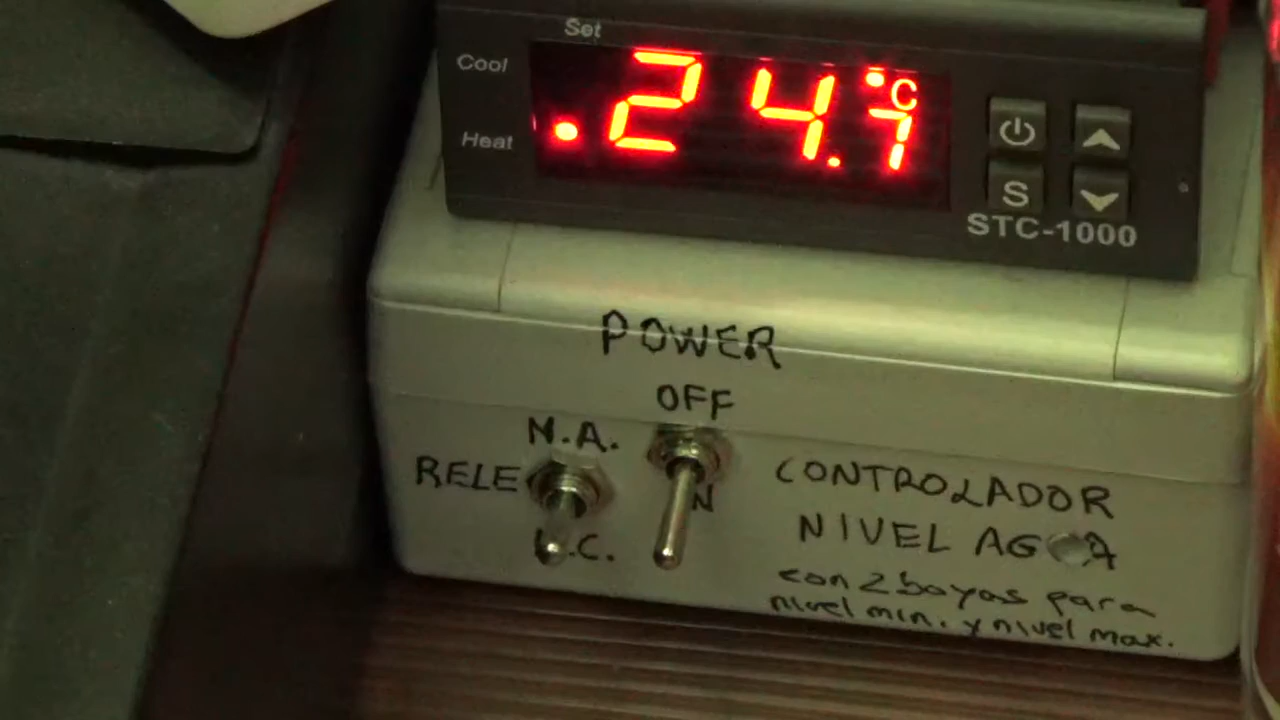 Set
Cool
Heat
24.7
°C
S
STC-1000
POWER
OFF
N.A.
RELE
N
.C.
CONTROLADOR
NIVEL AG A
con 2 boyas para
nivel min. y nivel max.